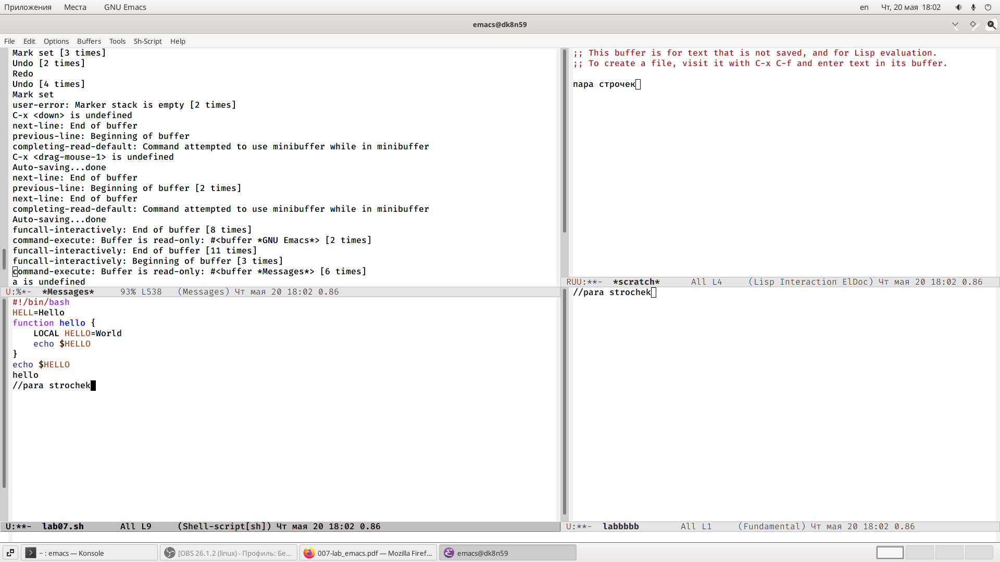 Приложения Места GNU Emacs en Чт, 20 мая 18:02
emacs@dk8n59
File Edit Options Buffers Tools Sh-Script Help
Mark set [3 times]
Undo [2 times]
Redo
Undo [4 times]
Mark set
user-error: Marker stack is empty [2 times]
C-x <down> is undefined
next-line: End of buffer
previous-line: Beginning of buffer
completing-read-default: Command attempted to use minibuffer while in minibuffer
C-x <drag-mouse-1> is undefined
Auto-saving...done
next-line: End of buffer
previous-line: Beginning of buffer [2 times]
next-line: End of buffer
completing-read-default: Command attempted to use minibuffer while in minibuffer
Auto-saving...done
funcall-interactively: End of buffer [8 times]
command-execute: Buffer is read-only: #<buffer *GNU Emacs*> [2 times]
funcall-interactively: End of buffer [11 times]
funcall-interactively: Beginning of buffer [3 times]
command-execute: Buffer is read-only: #<buffer *Messages*> [6 times]
a is undefined
U:%*- *Messages* 93% L538 (Messages) Чт мая 20 18:02 0.86
;; This buffer is for text that is not saved, and for Lisp evaluation.
;; To create a file, visit it with C-x C-f and enter text in its buffer.
пара строчек
RUU:**- *scratch* All L4 (Lisp Interaction ElDoc) Чт мая 20 18:02 0.86
#!/bin/bash
HELL=Hello
function hello {
    LOCAL HELLO=World
    echo $HELLO
}
echo $HELLO
hello
//para strochek
U:**- lab07.sh All L9 (Shell-script[sh]) Чт мая 20 18:02 0.86
//para strochek
U:**- labbbbb All L1 (Fundamental) Чт мая 20 18:02 0.86
~ : emacs — Konsole [OBS 26.1.2 (linux) - Профиль: Бе... 007-lab_emacs.pdf — Mozilla Firef... emacs@dk8n59